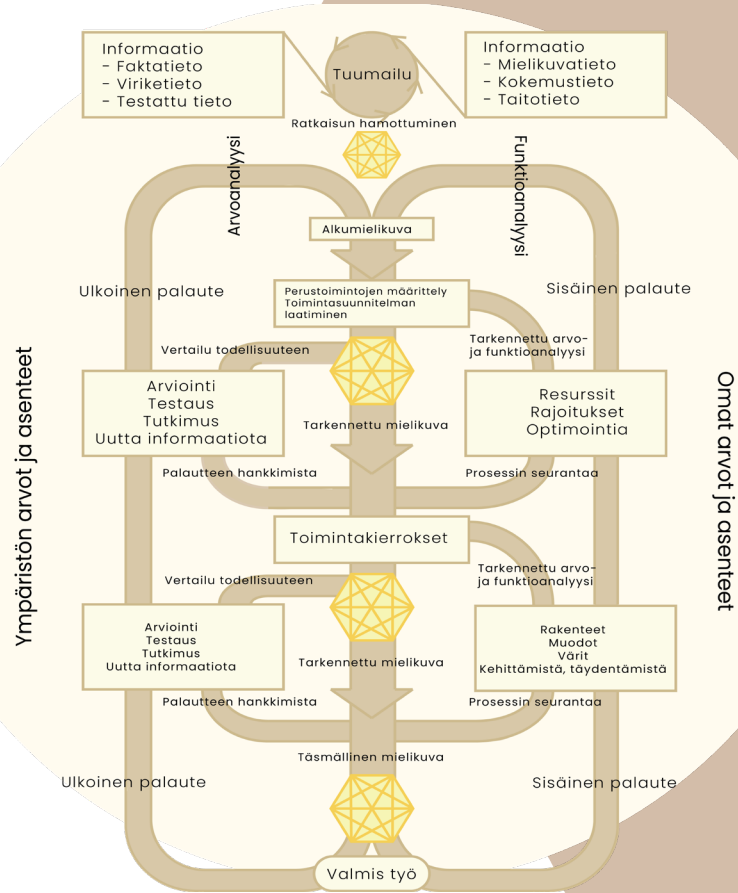 Informaatio
- Faktatieto
- Viriketieto
- Testattu tieto
Tuumailu
Informaatio
- Mielikuvatieto
- Kokemustieto
- Taitotieto
Ratkaisun hamottuminen
Arvoanalyysi
Funktioanalyysi
Alkumielikuva
Ulkoinen palaute
Sisäinen palaute
Perustoimintojen määrittely
Toimintasuunnitelman
laatiminen
Vertailu todellisuuteen
Tarkennettu arvo-
ja funktioanalyysi
Ympäristön arvot ja asenteet
Omat arvot ja asenteet
Arviointi
Testaus
Tutkimus
Uutta informaatiota
Resurssit
Rajoitukset
Optimointia
Tarkennettu mielikuva
Palautteen hankkimista
Prosessin seurantaa
Toimintakierrokset
Vertailu todellisuuteen
Tarkennettu arvo-
ja funktioanalyysi
Arviointi
Testaus
Tutkimus
Uutta informaatiota
Rakenteet
Muodot
Värit
Kehittämistä, täydentämistä
Tarkennettu mielikuva
Palautteen hankkimista
Prosessin seurantaa
Täsmällinen mielikuva
Ulkoinen palaute
Sisäinen palaute
Valmis työ